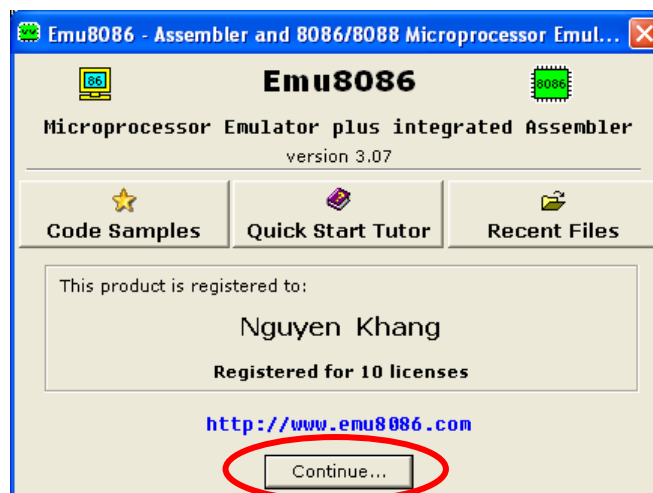 Emu8086 - Assembler and 8086/8088 Microprocessor Emul...
86
Emu8086
8086
Microprocessor Emulator plus integrated Assembler
version 3.07
Code Samples
Quick Start Tutor
Recent Files
This product is registered to:
Nguyen Khang
Registered for 10 licenses
http://www.emu8086.com
Continue...